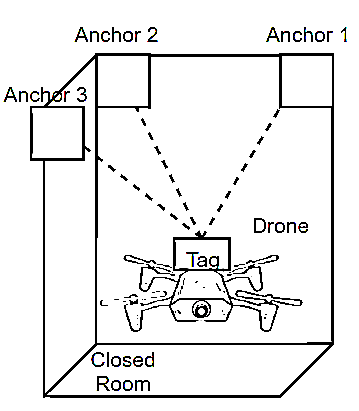 Anchor 2
Anchor 1
Anchor 3
Drone
Tag
Closed
Room